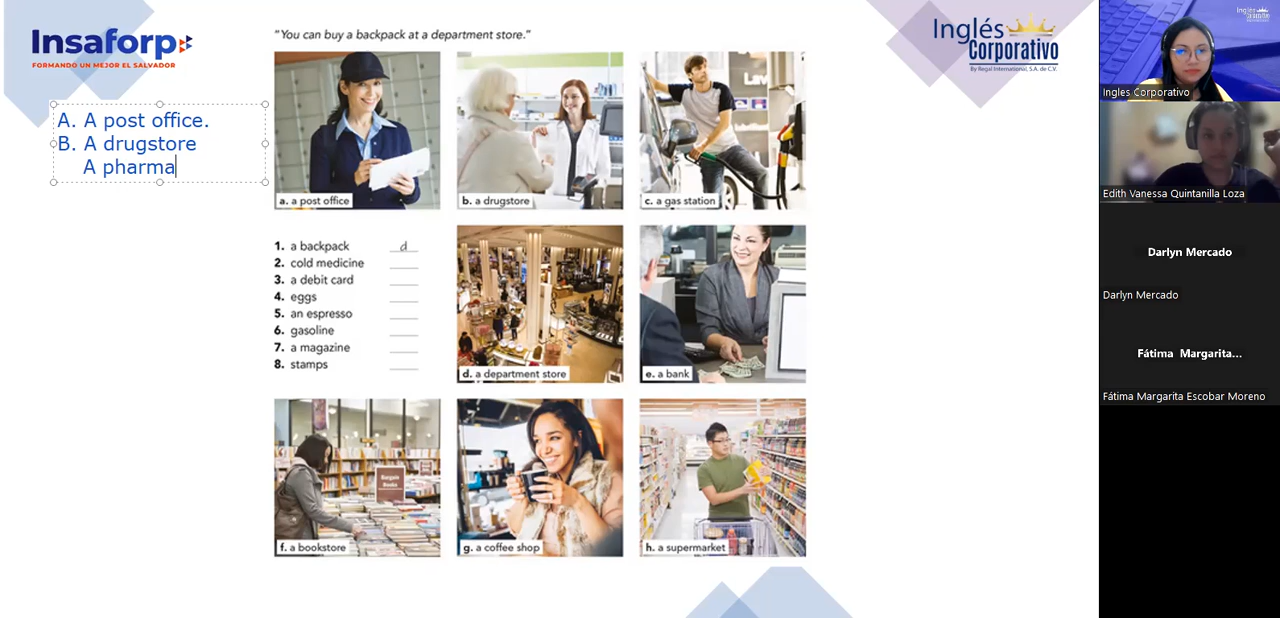 Insaforp
FORMANDO UN MEJOR EL SALVADOR
"You can buy a backpack at a department store."
Inglés
Corporativo
By Regal International, S.A. de C.V.
A. A post office.
B. A drugstore
A pharma
a. a post office
b. a drugstore
c. a gas station
1. a backpack d
2. cold medicine
3. a debit card
4. eggs
5. an espresso
6. gasoline
7. a magazine
8. stamps
d. a department store
e. a bank
Bargain
Books
f. a bookstore
g. a coffee shop
h. a supermarket
Ingles Corporativo
Edith Vanessa Quintanilla Loza
Darlyn Mercado
Darlyn Mercado
Fátima Margarita...
Fátima Margarita Escobar Moreno